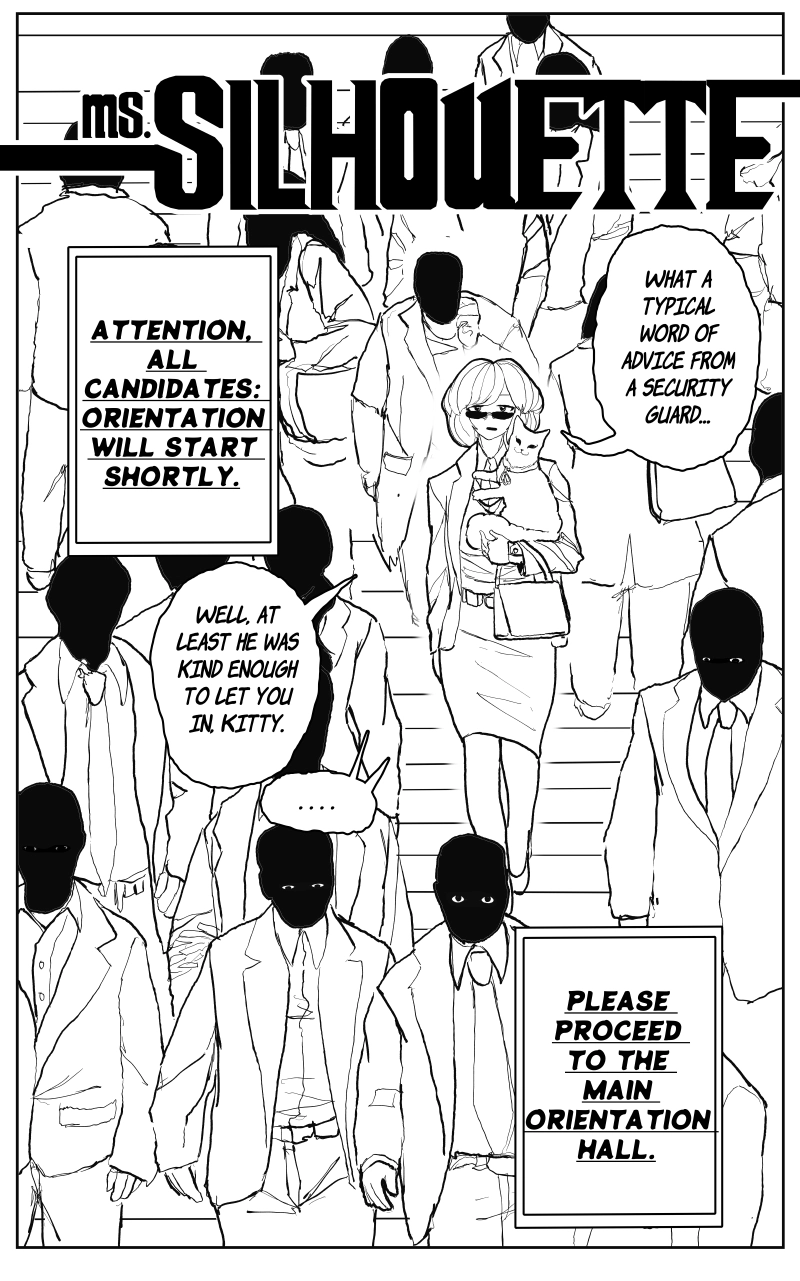 ms. SILHOUETTE
ATTENTION,
ALL
CANDIDATES:
ORIENTATION
WILL START
SHORTLY.
WHAT A
TYPICAL
WORD OF
ADVICE FROM
A SECURITY
GUARD...
WELL, AT
LEAST HE WAS
KIND ENOUGH
TO LET YOU
IN, KITTY.
....
PLEASE
PROCEED
TO THE
MAIN
ORIENTATION
HALL.